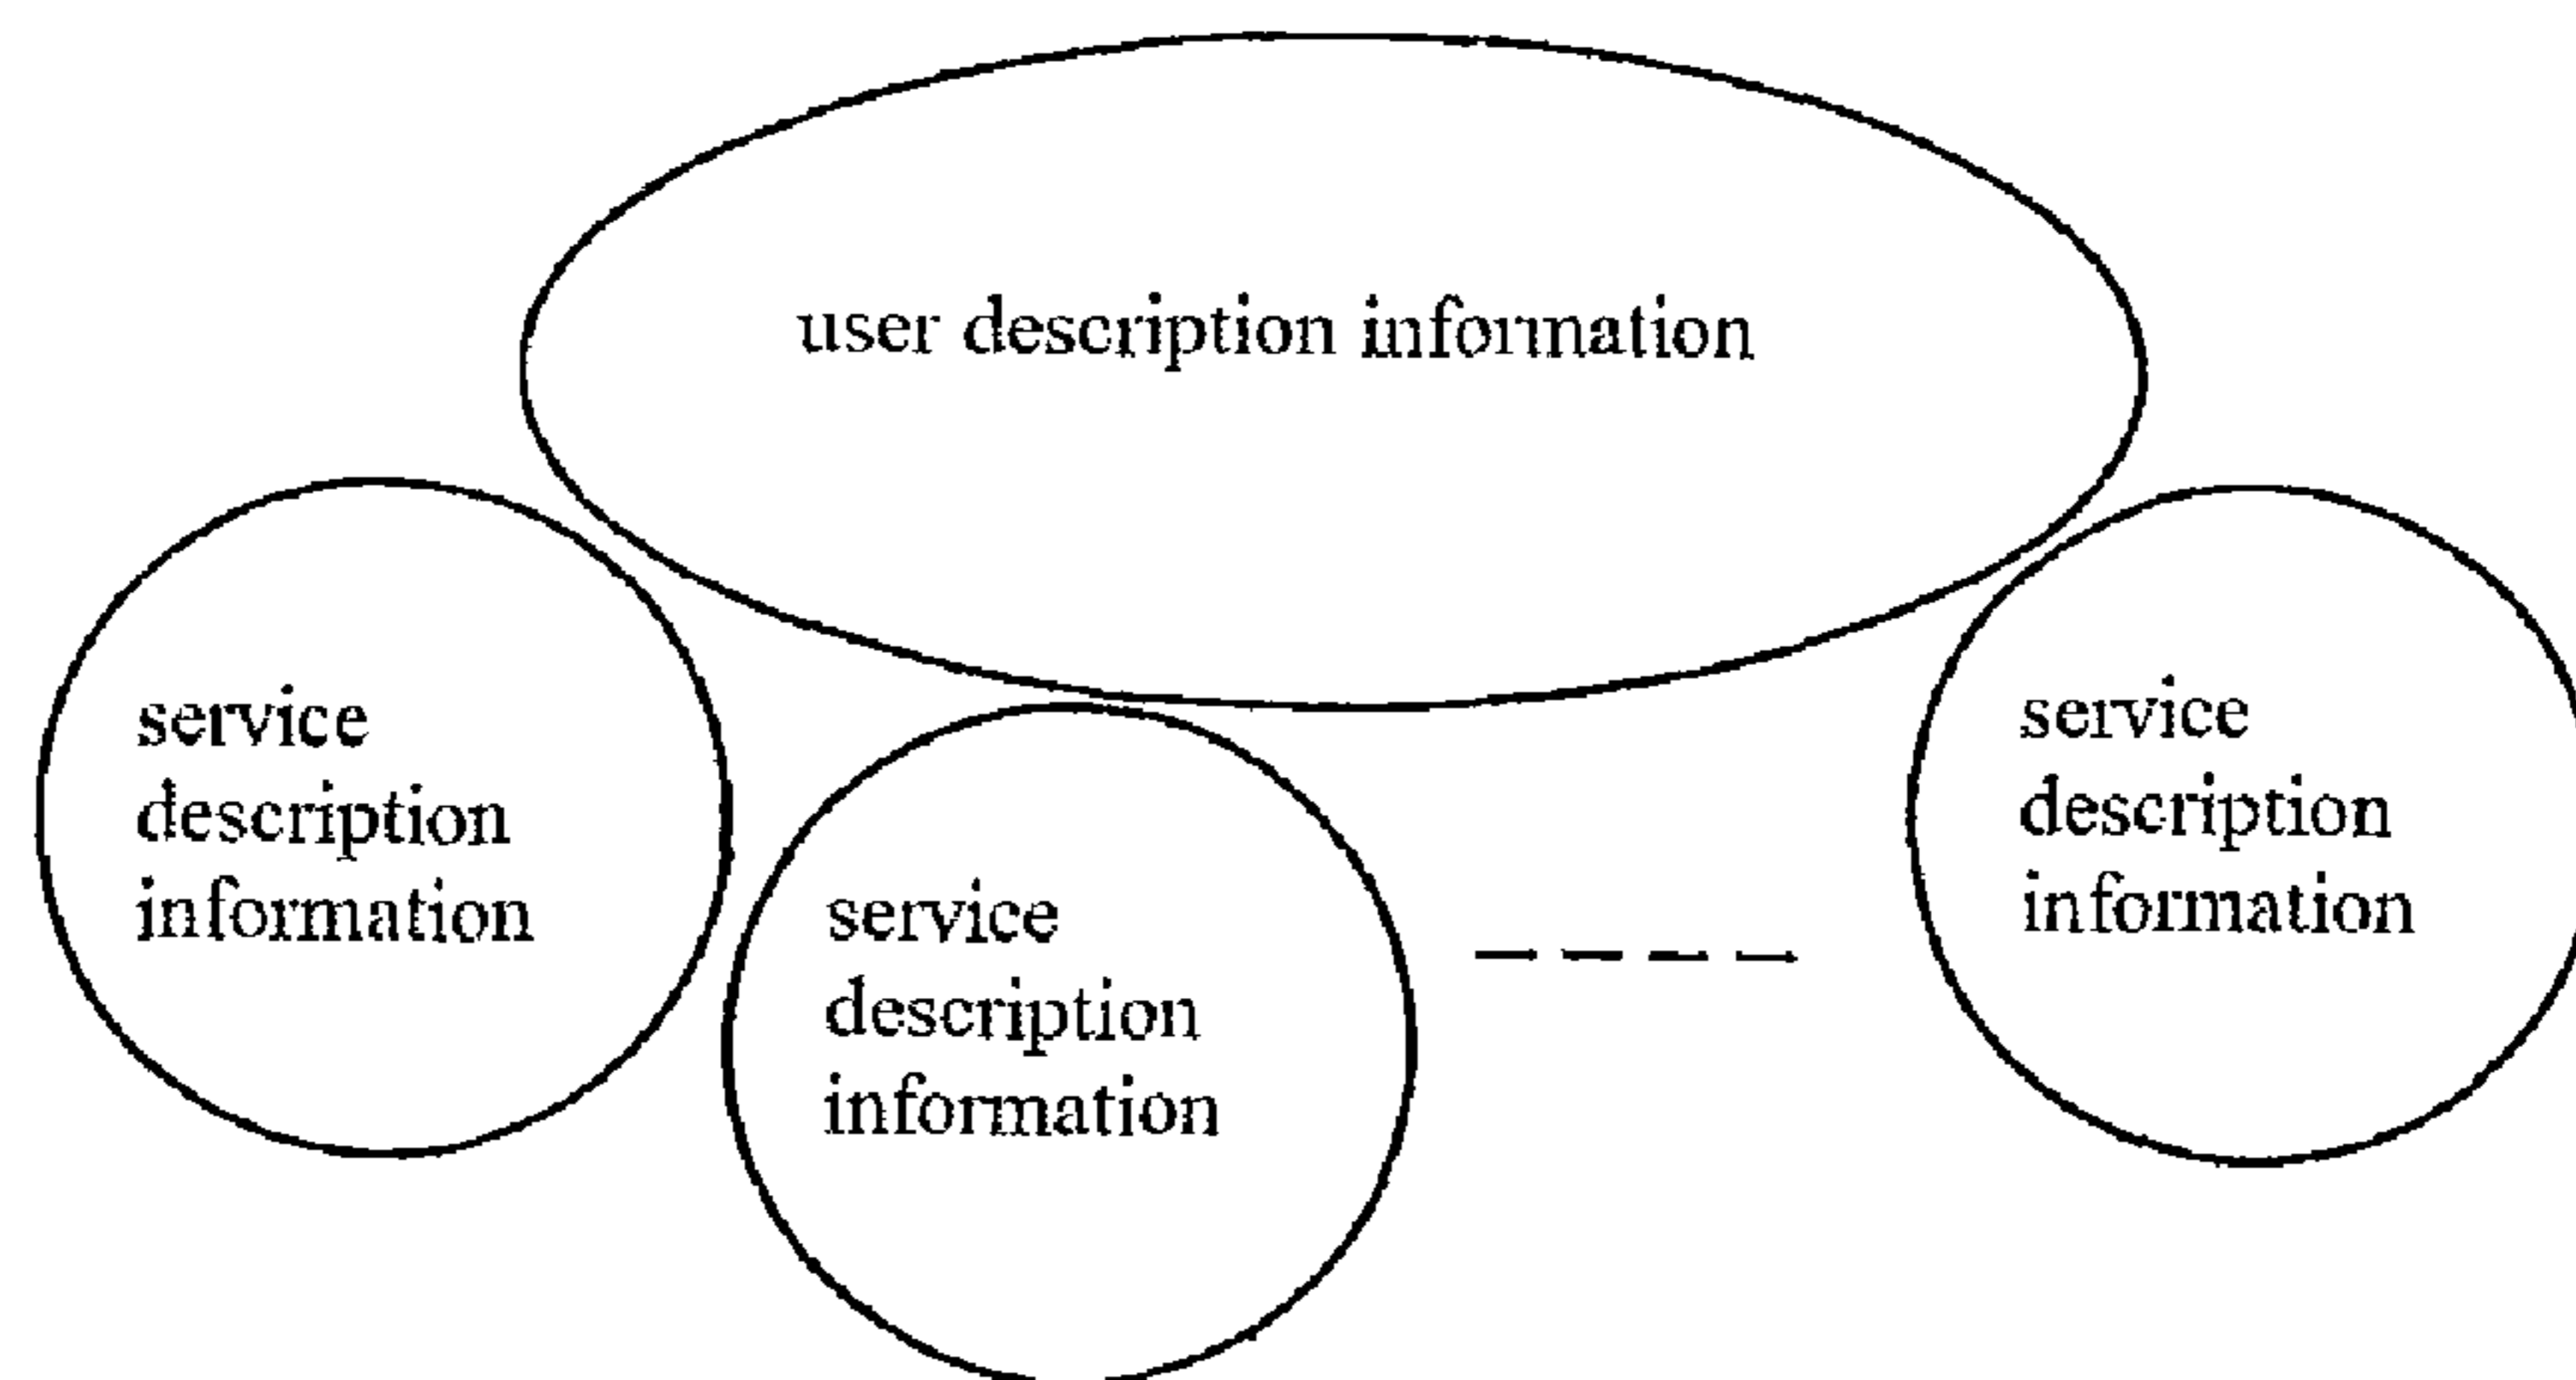 user description information
service
description
information
service
description
information
service
description
information